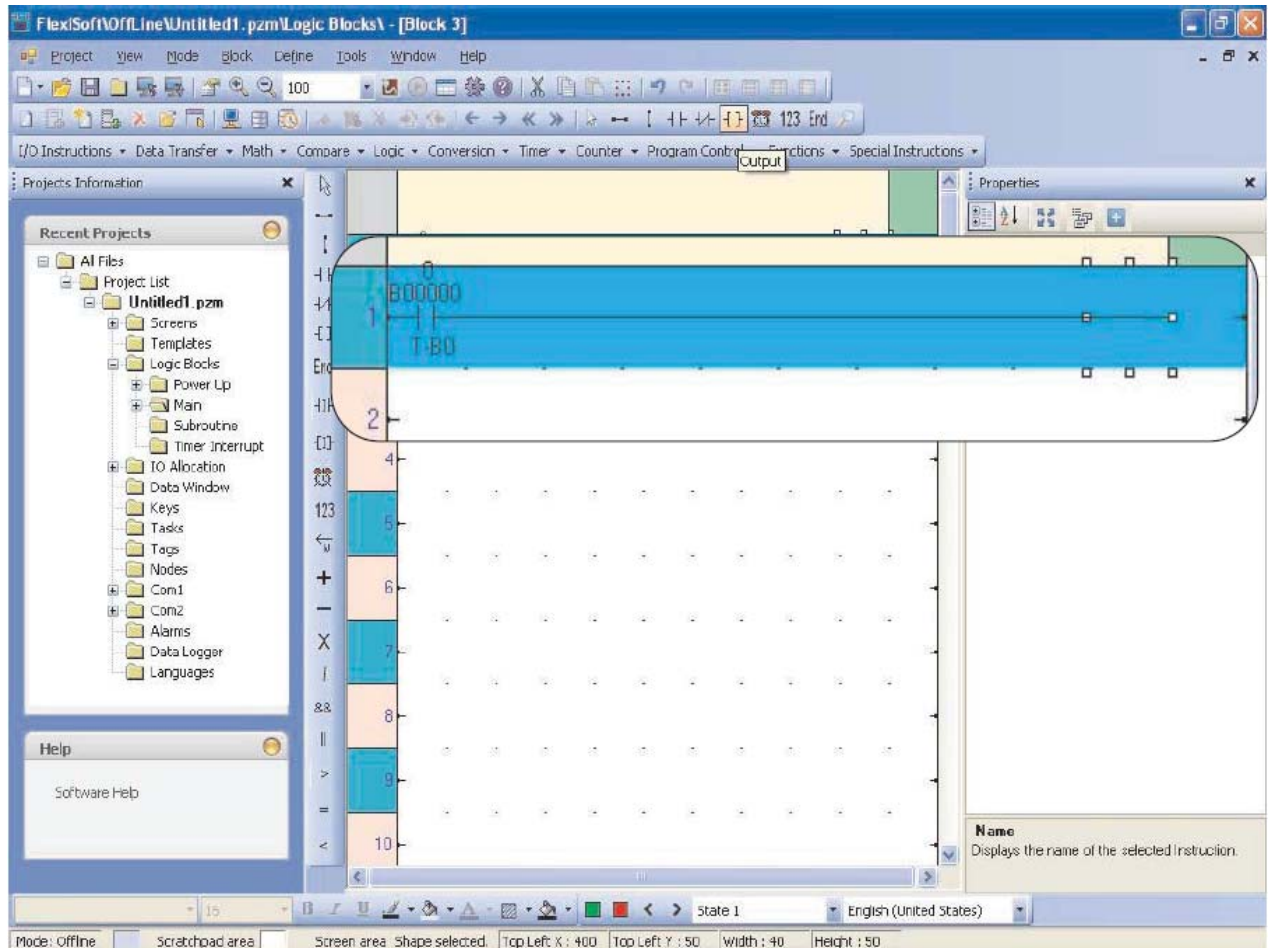 FlexiSoft\OffLine\Untitled1.pzm\Logic Blocks\ - [Block 3]
Project View Mode Block Define Tools Window Help
100
123 End
I/O Instructions Data Transfer Math Compare Logic Conversion Timer Counter Program Control Functions Special Instructions
Output
Projects Information
Properties
Recent Projects
All Files
Project List
Untitled1.pzm
Screens
Templates
Logic Blocks
Power Up
Main
Subroutine
Timer Interrupt
IO Allocation
Data Window
Keys
Tasks
Tags
Nodes
Com1
Com2
Alarms
Data Logger
Languages
Help
Software Help
End
123
&&
||
>
=
<
0
B00000
1
T-B0
2
4
5
6
7
8
9
10
Name
Displays the name of the selected Instruction.
15
B I U A State 1 English (United States)
Mode: Offline Scratchpad area Screen area Shape selected. Top Left X : 400 Top Left Y : 50 Width : 40 Height : 50